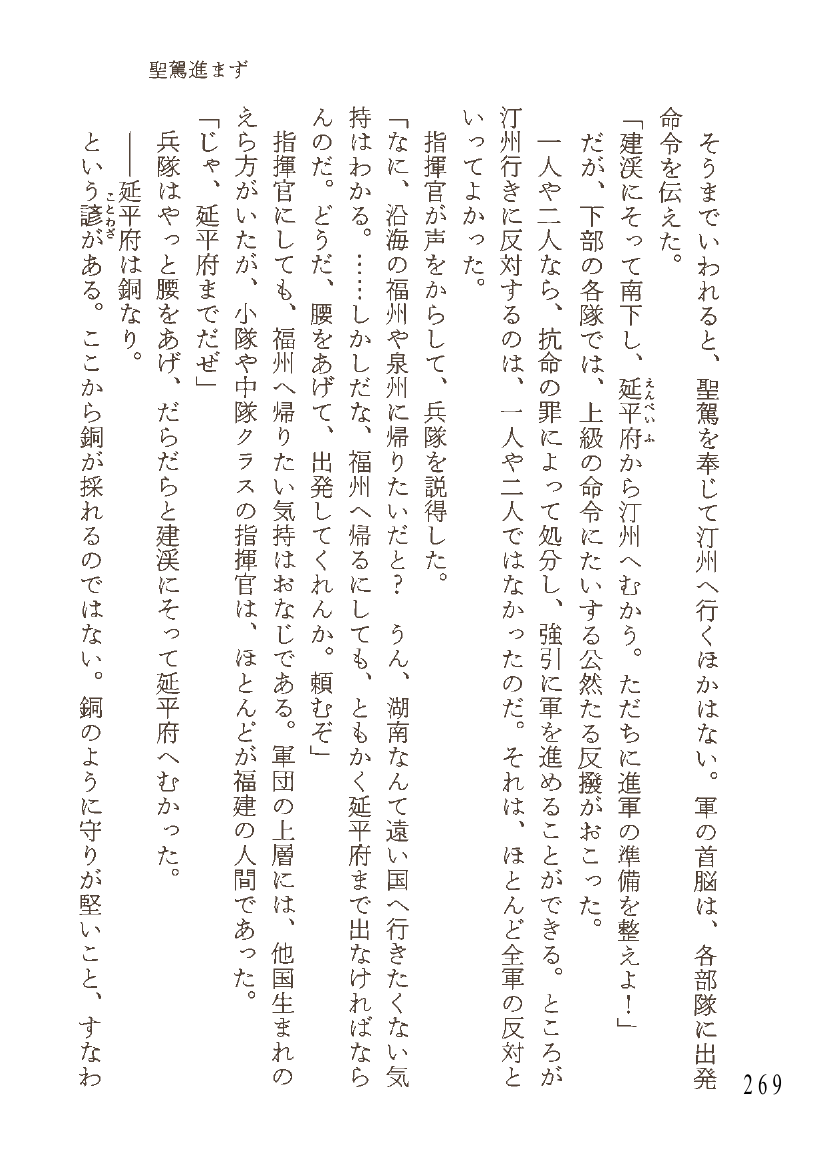 聖駕進まず
そうまでいわれると、聖駕を奉じて汀州へ行くほかはない。軍の首脳は、各部隊に出発
命令を伝えた。
「建渓にそって南下し、延平府から汀州へむかう。ただちに進軍の準備を整えよ！」
えんぺいふ
だが、下部の各隊では、上級の命令にたいする公然たる反撥がおこった。
一人や二人なら、抗命の罪によって処分し、強引に軍を進めることができる。ところが
汀州行きに反対するのは、一人や二人ではなかったのだ。それは、ほとんど全軍の反対と
いってよかった。
指揮官が声をからして、兵隊を説得した。
「なに、沿海の福州や泉州に帰りたいだと？　うん、湖南なんて遠い国へ行きたくない気
持はわかる。……しかしだな、福州へ帰るにしても、ともかく延平府まで出なければなら
んのだ。どうだ、腰をあげて、出発してくれんか。頼むぞ」
指揮官にしても、福州へ帰りたい気持はおなじである。軍団の上層には、他国生まれの
えら方がいたが、小隊や中隊クラスの指揮官は、ほとんどが福建の人間であった。
「じゃ、延平府までだぜ」
兵隊はやっと腰をあげ、だらだらと建渓にそって延平府へむかった。
――延平府は銅なり。
という諺がある。ここから銅が採れるのではない。銅のように守りが堅いこと、すなわ
ことわざ
269